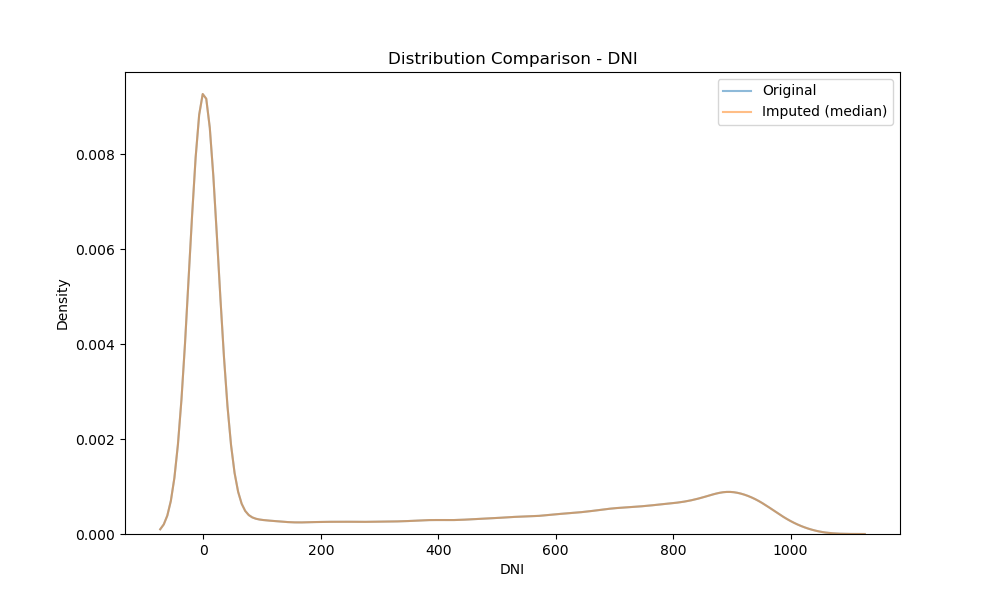 Distribution Comparison - DNI
Original
Imputed (median)
Density
0.008
0.006
0.004
0.002
0.000
0
200
400
600
800
1000
DNI